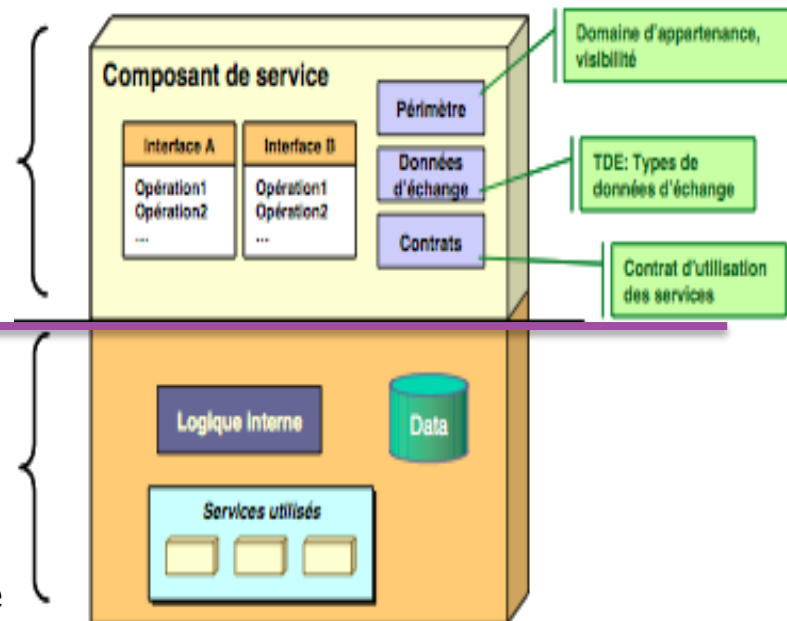 Composant de service
Interface A
Opération1
Opération2
...
Interface B
Opération1
Opération2
...
Périmètre
Données
d'échange
Contrats
Domaine d'appartenance,
visibilité
TDE: Types de
données d'échange
Contrat d'utilisation
des services
Logique interne
Data
Services utilisés
e